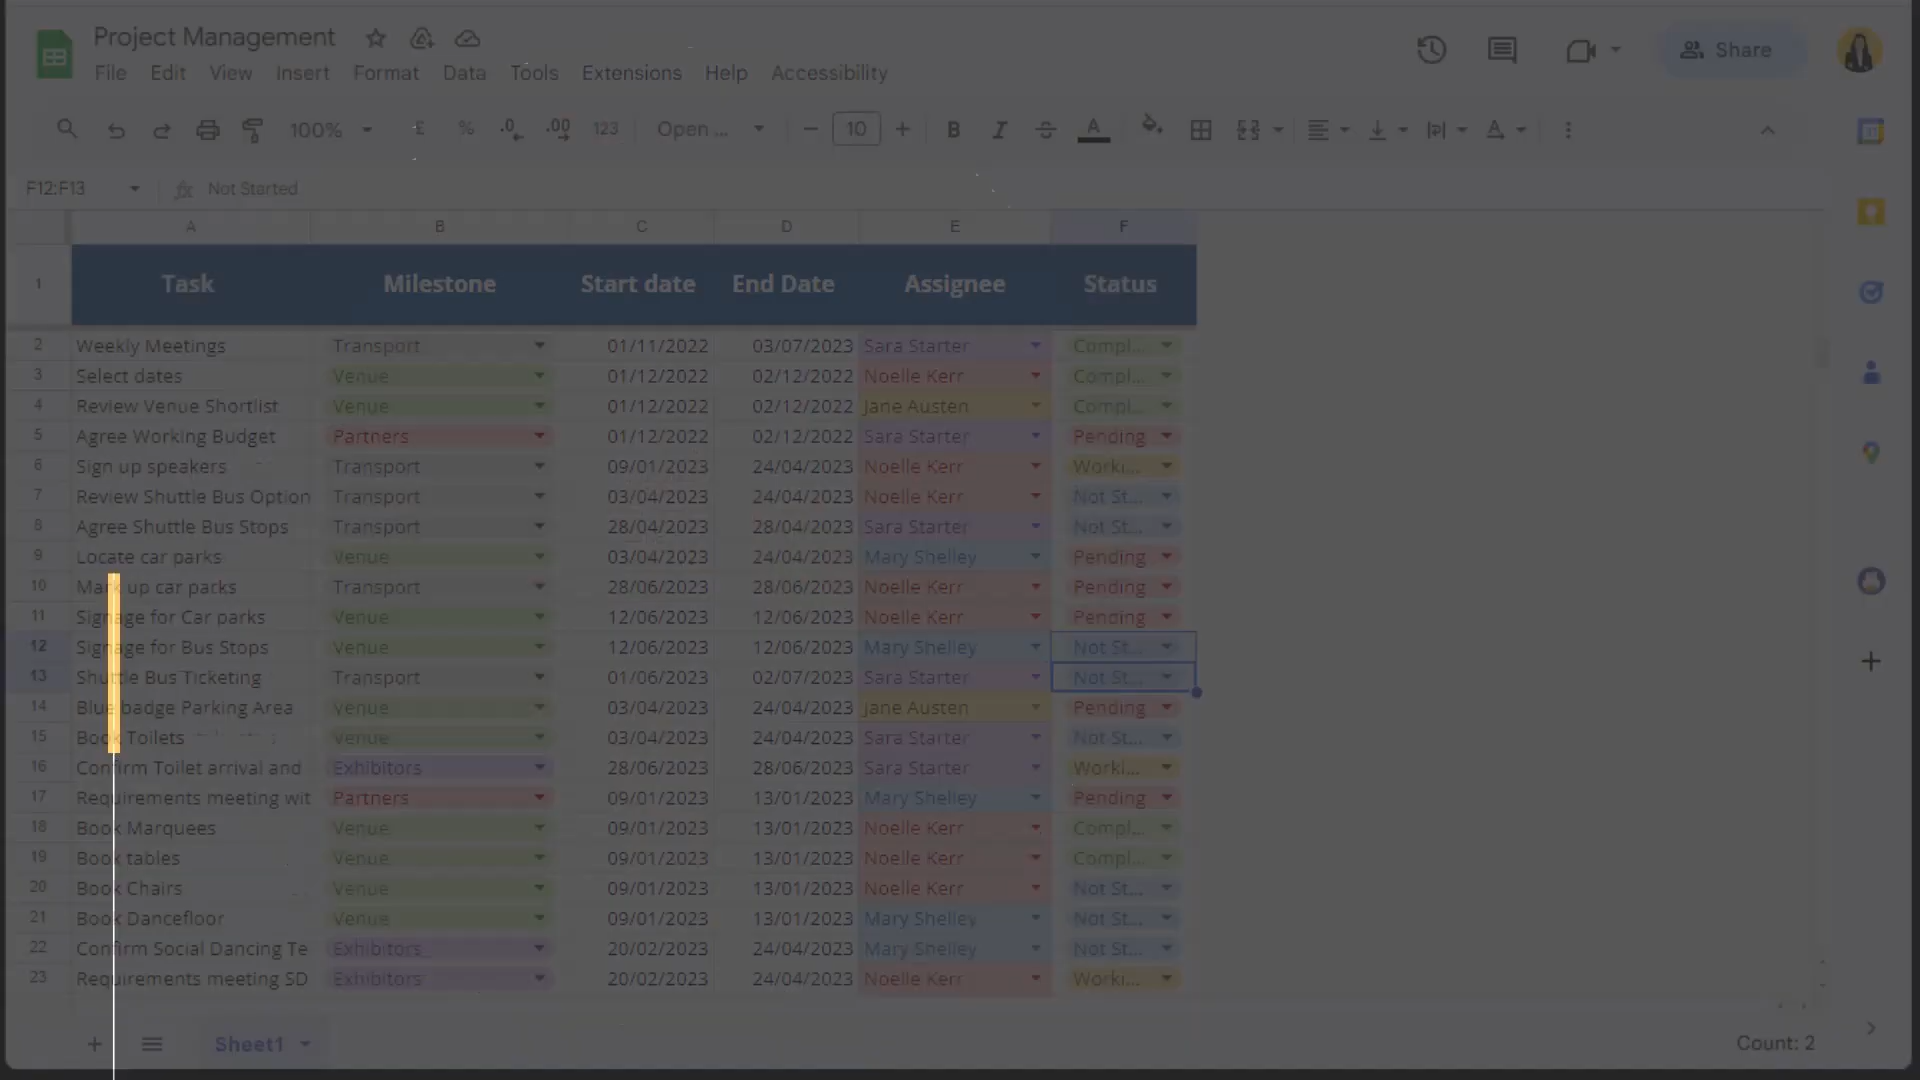 Project Management
File Edit View Insert Format Data Tools Extensions Help Accessibility
Share
100% £ % .0 .00 123 Open ... 10 B I A
F12:F13 Not Started
A B C D E F
1 Task Milestone Start date End Date Assignee Status
2 Weekly Meetings Transport 01/11/2022 03/07/2023 Sara Starter Compl...
3 Select dates Venue 01/12/2022 02/12/2022 Noelle Kerr Compl...
4 Review Venue Shortlist Venue 01/12/2022 02/12/2022 Jane Austen Compl...
5 Agree Working Budget Partners 01/12/2022 02/12/2022 Sara Starter Pending
6 Sign up speakers Transport 09/01/2023 24/04/2023 Noelle Kerr Worki...
7 Review Shuttle Bus Option Transport 03/04/2023 24/04/2023 Noelle Kerr Not St...
8 Agree Shuttle Bus Stops Transport 28/04/2023 28/04/2023 Sara Starter Not St...
9 Locate car parks Venue 03/04/2023 24/04/2023 Mary Shelley Pending
10 Mark up car parks Transport 28/06/2023 28/06/2023 Noelle Kerr Pending
11 Signage for Car parks Venue 12/06/2023 12/06/2023 Noelle Kerr Pending
12 Signage for Bus Stops Venue 12/06/2023 12/06/2023 Mary Shelley Not St...
13 Shuttle Bus Ticketing Transport 01/06/2023 02/07/2023 Sara Starter Not St...
14 Blue badge Parking Area Venue 03/04/2023 24/04/2023 Jane Austen Pending
15 Book Toilets Venue 03/04/2023 24/04/2023 Sara Starter Not St...
16 Confirm Toilet arrival and Exhibitors 28/06/2023 28/06/2023 Sara Starter Worki...
17 Requirements meeting wit Partners 09/01/2023 13/01/2023 Mary Shelley Pending
18 Book Marquees Venue 09/01/2023 13/01/2023 Noelle Kerr Compl...
19 Book tables Venue 09/01/2023 13/01/2023 Noelle Kerr Compl...
20 Book Chairs Venue 09/01/2023 13/01/2023 Noelle Kerr Not St...
21 Book Dancefloor Venue 09/01/2023 13/01/2023 Mary Shelley Not St...
22 Confirm Social Dancing Te Exhibitors 20/02/2023 24/04/2023 Mary Shelley Not St...
23 Requirements meeting SD Exhibitors 20/02/2023 24/04/2023 Noelle Kerr Worki...
Sheet1 Count: 2